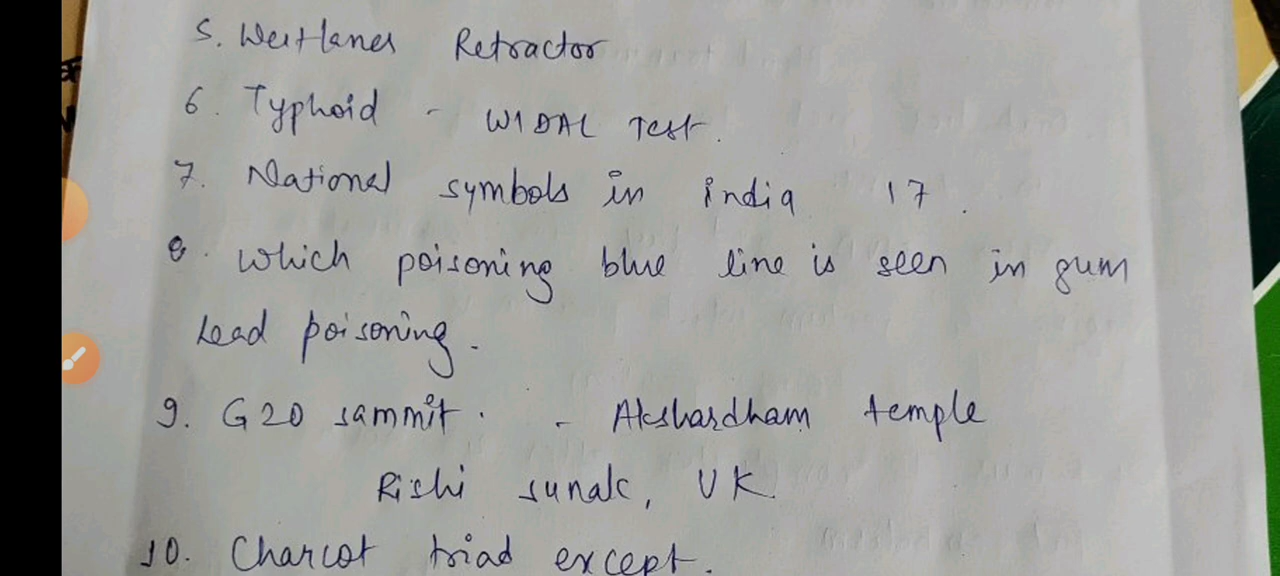 5. Weitlaner Retractor
6. Typhoid - WIDAL Test.
7. National symbols in india 17.
8. which poisoning blue line is seen in gum
Lead poisoning.
9. G20 sammit. - Akshardham temple
Rishi sunak, UK
10. Charcot triad except.